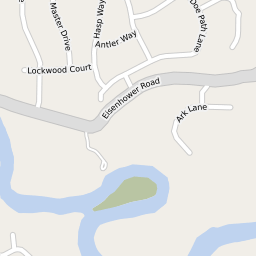 Master Drive
Hasp Way
Antler Way
Doe Path Lane
Lockwood Court
Eisenhower Road
Ark Lane